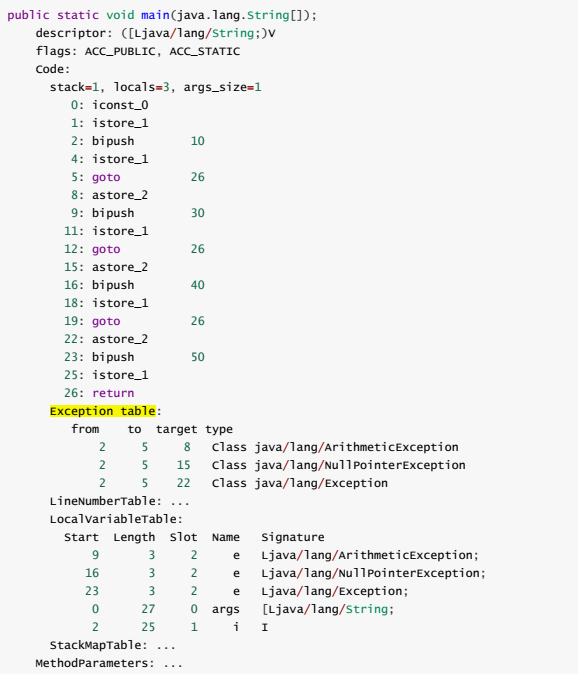 public static void main(java.lang.String[]);
descriptor: ([Ljava/lang/String;)V
flags: ACC_PUBLIC, ACC_STATIC
Code:
stack=1, locals=3, args_size=1
0: iconst_0
1: istore_1
2: bipush 10
4: istore_1
5: goto 26
8: astore_2
9: bipush 30
11: istore_1
12: goto 26
15: astore_2
16: bipush 40
18: istore_1
19: goto 26
22: astore_2
23: bipush 50
25: istore_1
26: return
Exception table:
from to target type
2 5 8 Class java/lang/ArithmeticException
2 5 15 Class java/lang/NullPointerException
2 5 22 Class java/lang/Exception
LineNumberTable: ...
LocalVariableTable:
Start Length Slot Name Signature
9 3 2 e Ljava/lang/ArithmeticException;
16 3 2 e Ljava/lang/NullPointerException;
23 3 2 e Ljava/lang/Exception;
0 27 0 args [Ljava/lang/String;
2 25 1 i I
StackMapTable: ...
MethodParameters: ...